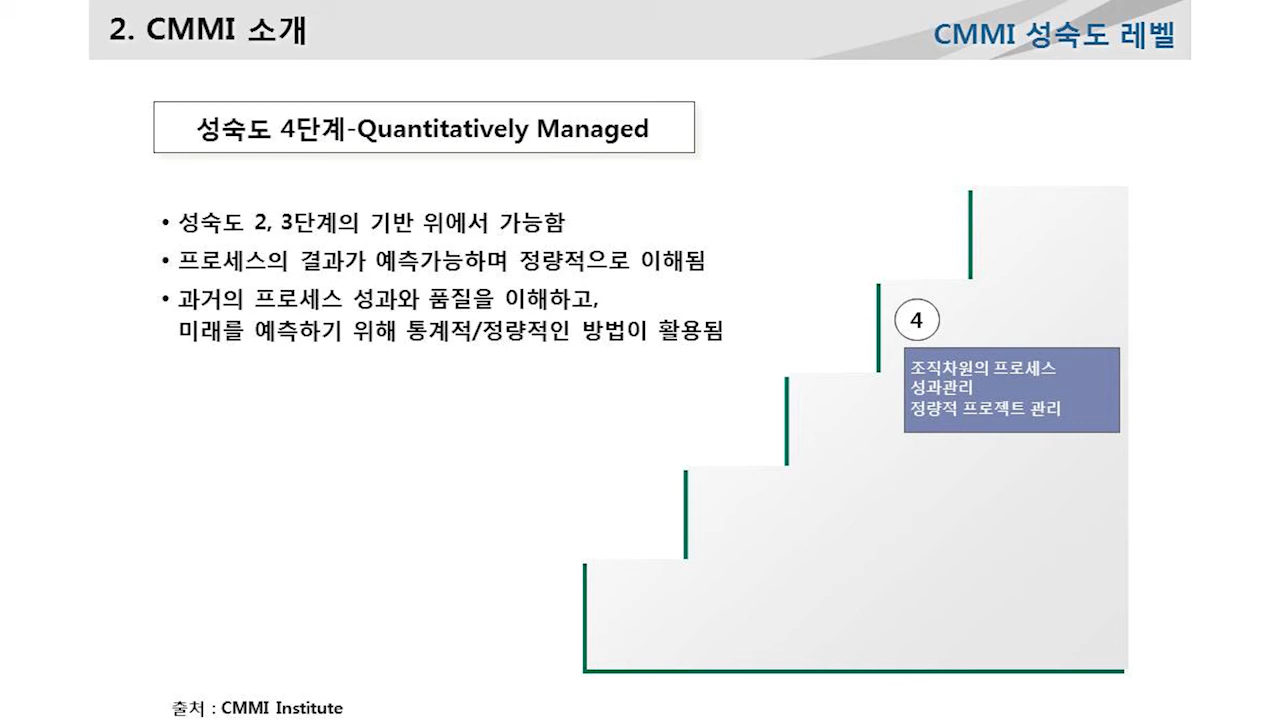 2. CMMI 소개
CMMI 성숙도 레벨
성숙도 4단계-Quantitatively Managed
• 성숙도 2, 3단계의 기반 위에서 가능함
• 프로세스의 결과가 예측가능하며 정량적으로 이해됨
• 과거의 프로세스 성과와 품질을 이해하고,
미래를 예측하기 위해 통계적/정량적인 방법이 활용됨
4
조직차원의 프로세스
성과관리
정량적 프로젝트 관리
출처 : CMMI Institute